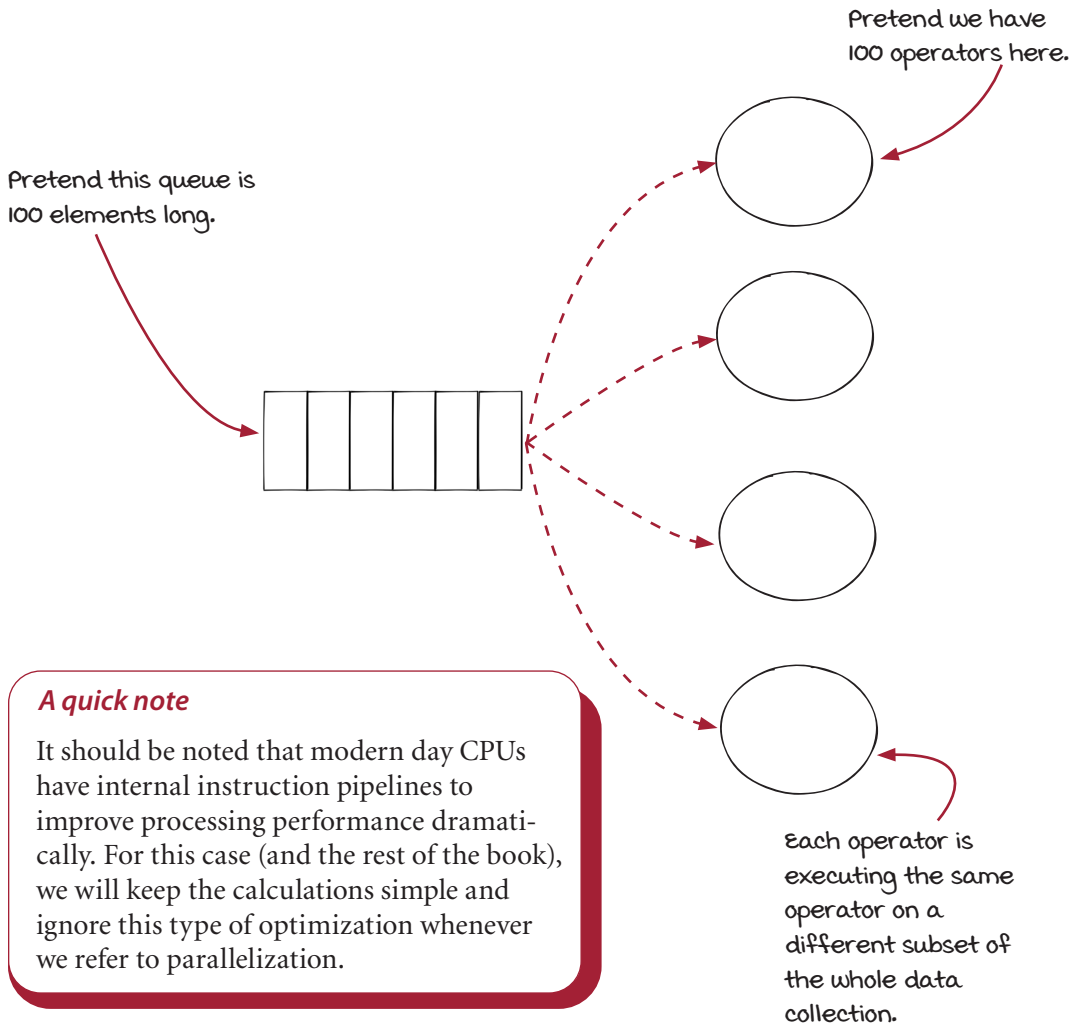 Pretend we have
100 operators here.
Pretend this queue is
100 elements long.
A quick note
It should be noted that modern day CPUs
have internal instruction pipelines to
improve processing performance dramati-
cally. For this case (and the rest of the book),
we will keep the calculations simple and
ignore this type of optimization whenever
we refer to parallelization.
Each operator is
executing the same
operator on a
different subset of
the whole data
collection.